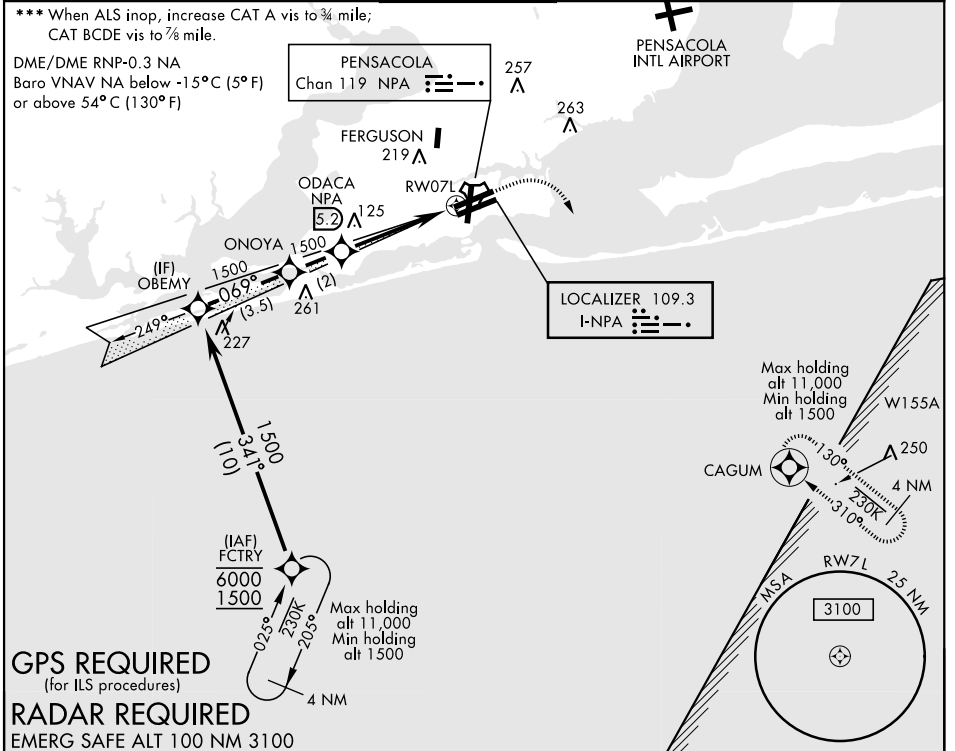 *** When ALS inop, increase CAT A vis to ¾ mile;
CAT BCDE vis to ⅞ mile.
DME/DME RNP-0.3 NA
Baro VNAV NA below -15°C (5°F)
or above 54°C (130°F)
PENSACOLA
Chan 119 NPA
257
PENSACOLA
INTL AIRPORT
263
FERGUSON
219
ODACA
NPA
5.2
125
RW07L
ONOYA
1500
(IF)
OBEMY
1500
069°
(3.5)
(2)
261
249°
227
LOCALIZER 109.3
I-NPA
1500
341°
(10)
Max holding
alt 11,000
Min holding
alt 1500
W155A
CAGUM
130°
250
4 NM
230K
310°
(IAF)
FCTRY
6000
1500
025°
230K
205°
Max holding
alt 11,000
Min holding
alt 1500
4 NM
MSA RW7L 25 NM
3100
GPS REQUIRED
(for ILS procedures)
RADAR REQUIRED
EMERG SAFE ALT 100 NM 3100